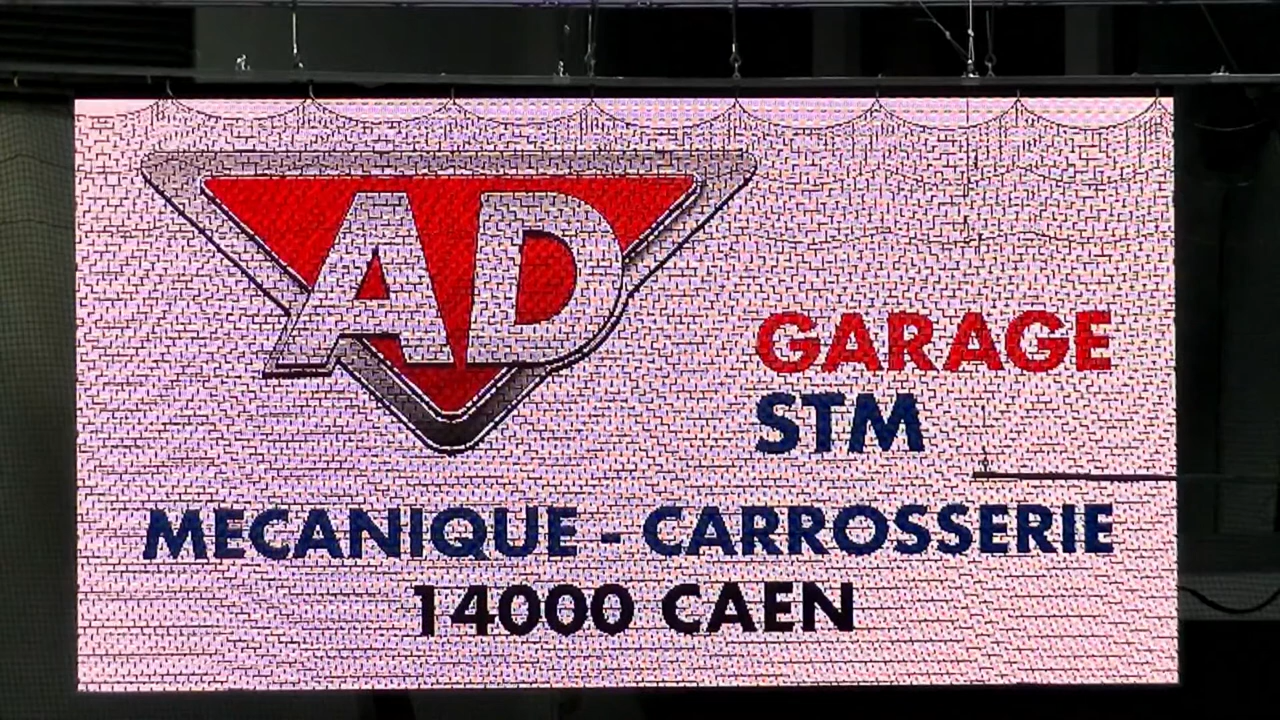 AD
GARAGE
STM
MECANIQUE - CARROSSERIE
14000 CAEN